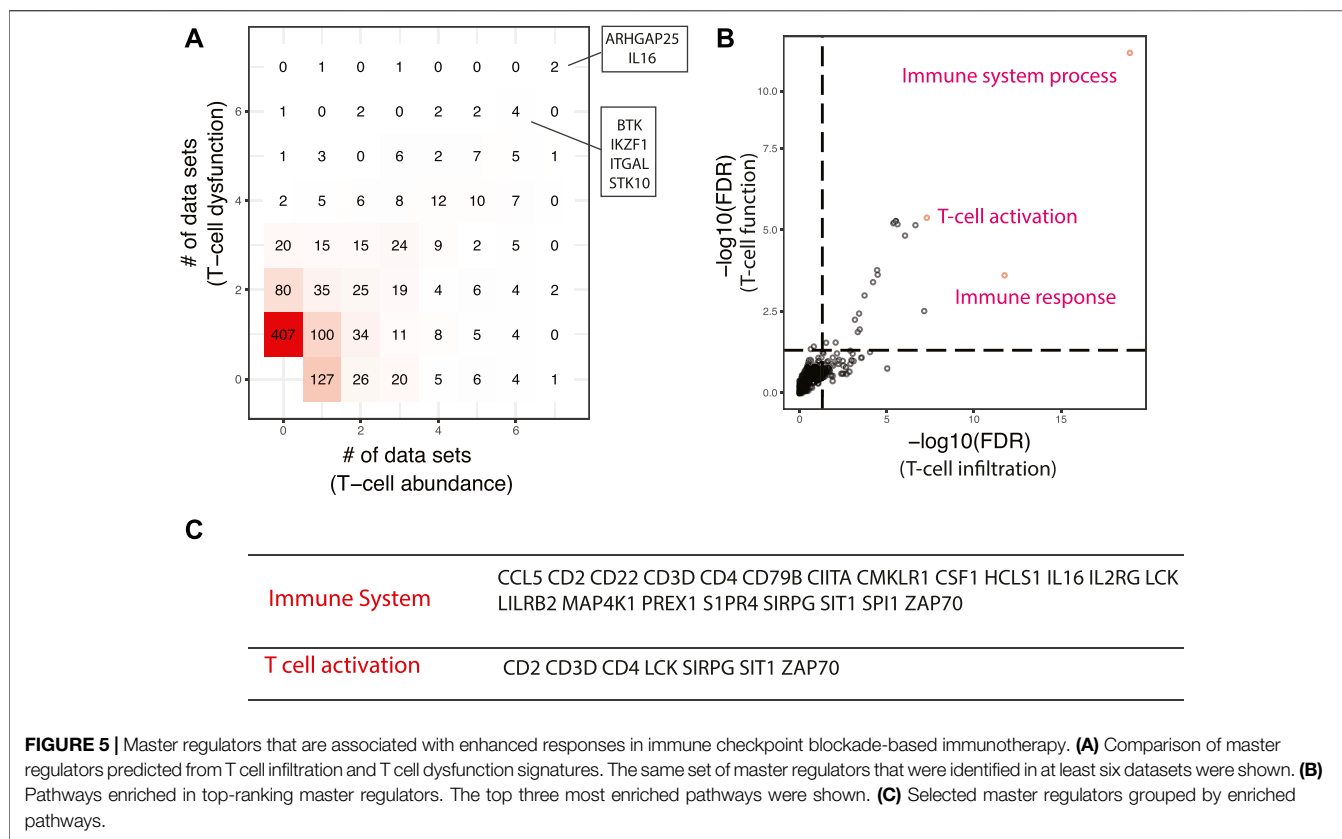 A
ARHGAP25
IL16
0 1 0 1 0 0 0 2
6 1 0 2 0 2 2 4 0
BTK
IKZF1
ITGAL
STK10
1 3 0 6 2 7 5 1
4 2 5 6 8 12 10 7 0
20 15 15 24 9 2 5 0
2 80 35 25 19 4 6 4 2
407 100 34 11 8 5 4 0
0 127 26 20 5 6 4 1
0 2 4 6
# of data sets
(T−cell dysfunction)
# of data sets
(T−cell abundance)
B
Immune system process
T-cell activation
Immune response
10.0
7.5
5.0
2.5
0.0
0 5 10 15
−log10(FDR)
(T-cell function)
−log10(FDR)
(T-cell infiltration)
C
Immune System
CCL5 CD2 CD22 CD3D CD4 CD79B CIITA CMKLR1 CSF1 HCLS1 IL16 IL2RG LCK
LILRB2 MAP4K1 PREX1 S1PR4 SIRPG SIT1 SPI1 ZAP70
T cell activation
CD2 CD3D CD4 LCK SIRPG SIT1 ZAP70
FIGURE 5 | Master regulators that are associated with enhanced responses in immune checkpoint blockade-based immunotherapy. (A) Comparison of master
regulators predicted from T cell infiltration and T cell dysfunction signatures. The same set of master regulators that were identified in at least six datasets were shown. (B)
Pathways enriched in top-ranking master regulators. The top three most enriched pathways were shown. (C) Selected master regulators grouped by enriched
pathways.